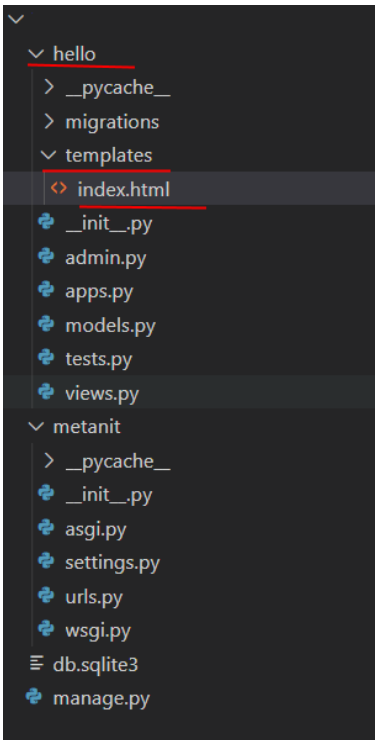 hello
__pycache__
migrations
templates
index.html
__init__.py
admin.py
apps.py
models.py
tests.py
views.py
metanit
__pycache__
__init__.py
asgi.py
settings.py
urls.py
wsgi.py
db.sqlite3
manage.py